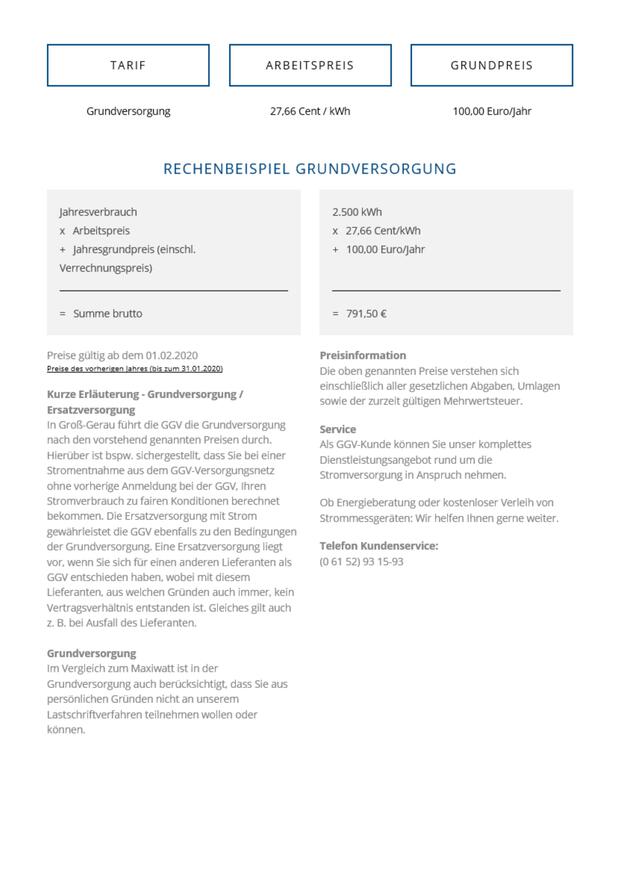 TARIF
ARBEITSPREIS
GRUNDPREIS
Grundversorgung
27,66 Cent / kWh
100,00 Euro/Jahr
RECHENBEISPIEL GRUNDVERSORGUNG
Jahresverbrauch
x Arbeitspreis
+ Jahresgrundpreis (einschl.
Verrechnungspreis)
= Summe brutto
2.500 kWh
x 27,66 Cent/kWh
+ 100,00 Euro/Jahr
= 791,50 €
Preise gültig ab dem 01.02.2020
Preise des vorherigen Jahres (bis zum 31.01.2020)
Kurze Erläuterung - Grundversorgung /
Ersatzversorgung
In Groß-Gerau führt die GGV die Grundversorgung
nach den vorstehend genannten Preisen durch.
Hierüber ist bspw. sichergestellt, dass Sie bei einer
Stromentnahme aus dem GGV-Versorgungsnetz
ohne vorherige Anmeldung bei der GGV, Ihren
Stromverbrauch zu fairen Konditionen berechnet
bekommen. Die Ersatzversorgung mit Strom
gewährleistet die GGV ebenfalls zu den Bedingungen
der Grundversorgung. Eine Ersatzversorgung liegt
vor, wenn Sie sich für einen anderen Lieferanten als
GGV entschieden haben, wobei mit diesem
Lieferanten, aus welchen Gründen auch immer, kein
Vertragsverhältnis entstanden ist. Gleiches gilt auch
z. B. bei Ausfall des Lieferanten.
Grundversorgung
Im Vergleich zum Maxiwatt ist in der
Grundversorgung auch berücksichtigt, dass Sie aus
persönlichen Gründen nicht an unserem
Lastschriftverfahren teilnehmen wollen oder
können.
Preisinformation
Die oben genannten Preise verstehen sich
einschließlich aller gesetzlichen Abgaben, Umlagen
sowie der zurzeit gültigen Mehrwertsteuer.
Service
Als GGV-Kunde können Sie unser komplettes
Dienstleistungsangebot rund um die
Stromversorgung in Anspruch nehmen.
Ob Energieberatung oder kostenloser Verleih von
Strommessgeräten: Wir helfen Ihnen gerne weiter.
Telefon Kundenservice:
(0 61 52) 93 15-93